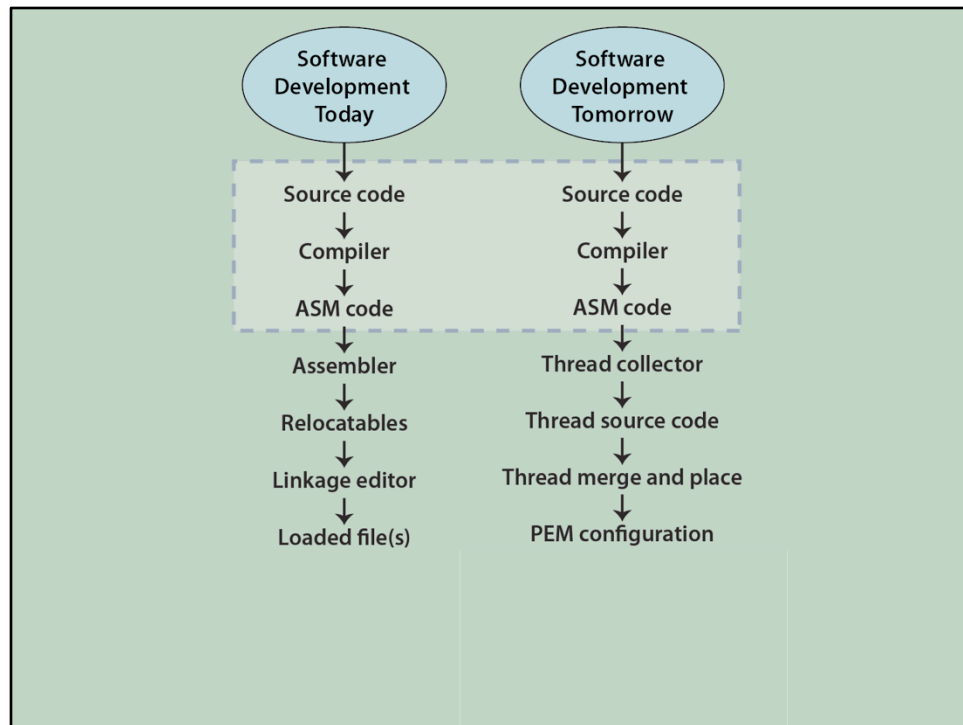 Software
Development
Today
Source code
Compiler
ASM code
Assembler
Relocatables
Linkage editor
Loaded file(s)
Software
Development
Tomorrow
Source code
Compiler
ASM code
Thread collector
Thread source code
Thread merge and place
PEM configuration